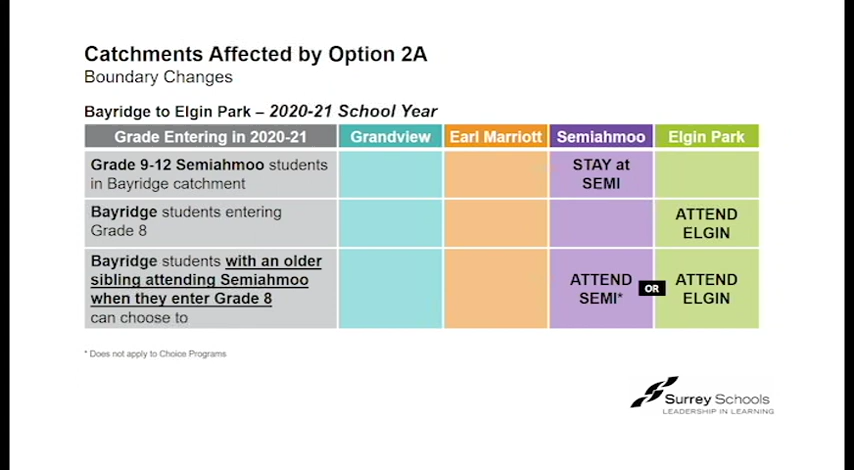 Catchments Affected by Option 2A
Boundary Changes
Bayridge to Elgin Park – 2020-21 School Year
Grade Entering in 2020-21 Grandview Earl Marriott Semiahmoo Elgin Park
Grade 9-12 Semiahmoo students
in Bayridge catchment
STAY at
SEMI
Bayridge students entering
Grade 8
ATTEND
ELGIN
Bayridge students with an older
sibling attending Semiahmoo
when they enter Grade 8
can choose to
ATTEND
SEMI*
OR
ATTEND
ELGIN
* Does not apply to Choice Programs
Surrey Schools
LEADERSHIP IN LEARNING